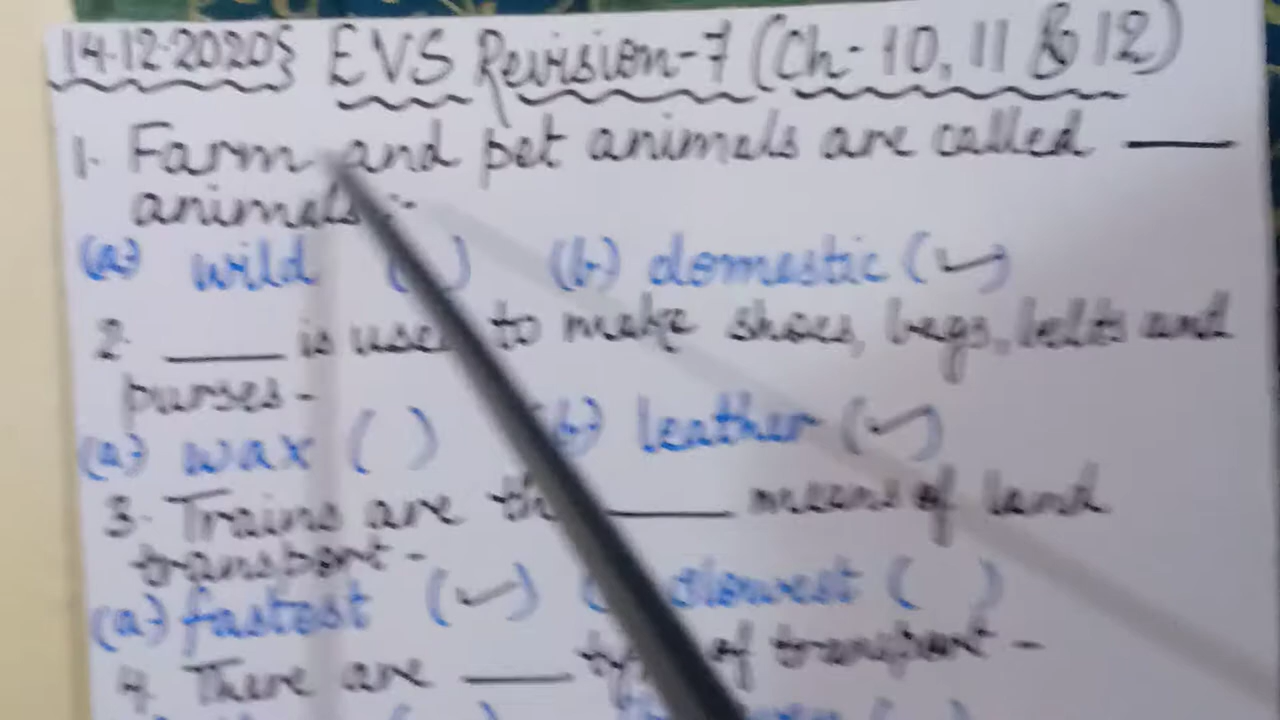 14.12.2020} EVS Revision-7 (Ch- 10, 11 & 12)
1. Farm and pet animals are called ____
animals:-
(a) wild ( ) (b) domestic (✓)
2. ____ is used to make shoes, bags, belts and
purses-
(a) wax ( ) (b) leather (✓)
3. Trains are the ____ means of land
transport-
(a) fastest (✓) ( slowest ( )
4. There are ____ type of transport-